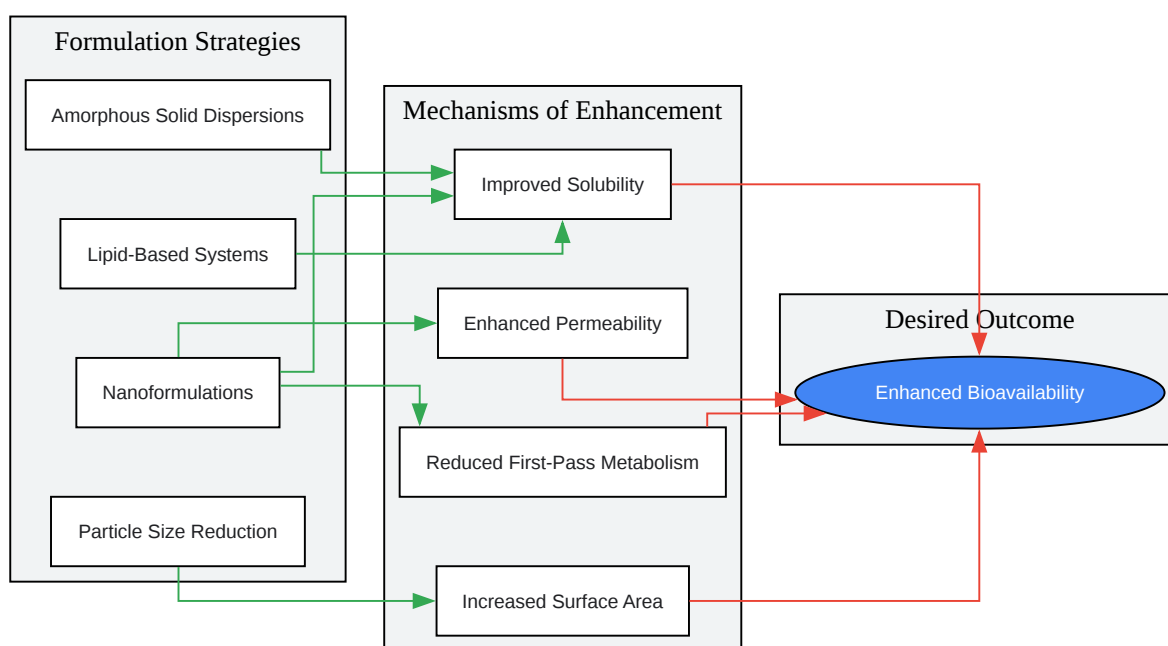 Formulation Strategies
Amorphous Solid Dispersions
Lipid-Based Systems
Nanoformulations
Particle Size Reduction
Mechanisms of Enhancement
Improved Solubility
Enhanced Permeability
Reduced First-Pass Metabolism
Increased Surface Area
Desired Outcome
Enhanced Bioavailability